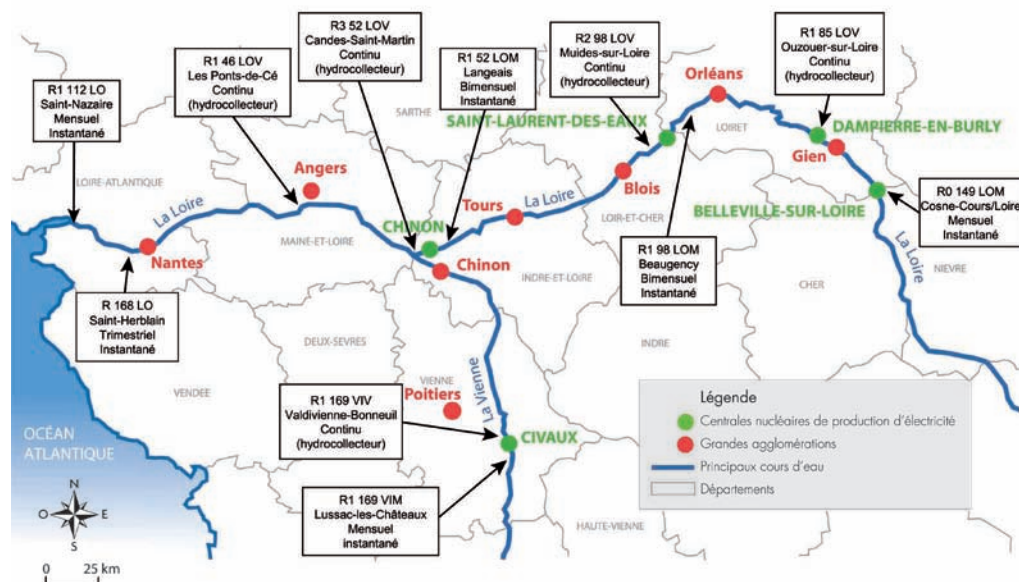 R3 52 LOV
Candes-Saint-Martin
Continu
(hydrocollecteur)
R1 46 LOV
Les Ponts-de-Cé
Continu
(hydrocollecteur)
R1 52 LOM
Langeais
Bimensuel
Instantané
R2 98 LOV
Muides-sur-Loire
Continu
(hydrocollecteur)
R1 85 LOV
Ouzouer-sur-Loire
Continu
(hydrocollecteur)
R1 112 LO
Saint-Nazaire
Mensuel
Instantané
Orléans
SARTHE
SAINT-LAURENT-DES-EAUX
LOIRET
DAMPIERRE-EN-BURLY
Gien
Angers
LOIRE-ATLANTIQUE
La Loire
Blois
Tours
La Loire
LOIR-ET-CHER
BELLEVILLE-SUR-LOIRE
R0 149 LOM
Cosne-Cours/Loire
Mensuel
Instantané
CHINON
MAINE-ET-LOIRE
Nantes
Chinon
INDRE-ET-LOIRE
R1 98 LOM
Beaugency
Bimensuel
Instantané
La Loire
NIÈVRE
CHER
R 168 LO
Saint-Herblain
Trimestriel
Instantané
DEUX-SEVRES
INDRE
VENDEE
VIENNE
La Vienne
Poitiers
R1 169 VIV
Valdivienne-Bonneuil
Continu
(hydrocollecteur)
CIVAUX
Légende
Centrales nucléaires de production d'électricité
Grandes agglomérations
Principaux cours d'eau
Départements
OCÉAN
ATLANTIQUE
R1 169 VIM
Lussac-les-Châteaux
Mensuel
instantané
HAUTE-VIENNE
N
O
E
S
0
25 km